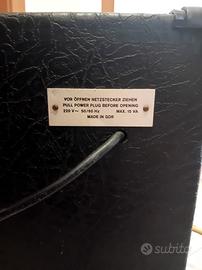 VOR ÖFFNEN NETZSTECKER ZIEHEN
PULL POWER PLUG BEFORE OPENING
220 V~ 50/60 Hz MAX. 15 VA
MADE IN GDR
subito